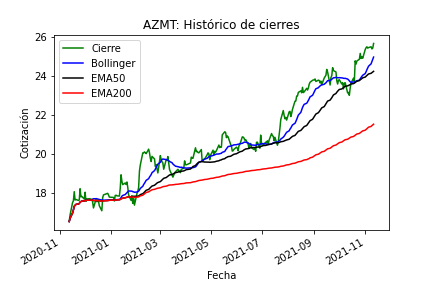 AZMT: Histórico de cierres
Cierre
Bollinger
EMA50
EMA200
Cotización
26
24
22
20
18
2020-11
2021-01
2021-03
2021-05
2021-07
2021-09
2021-11
Fecha